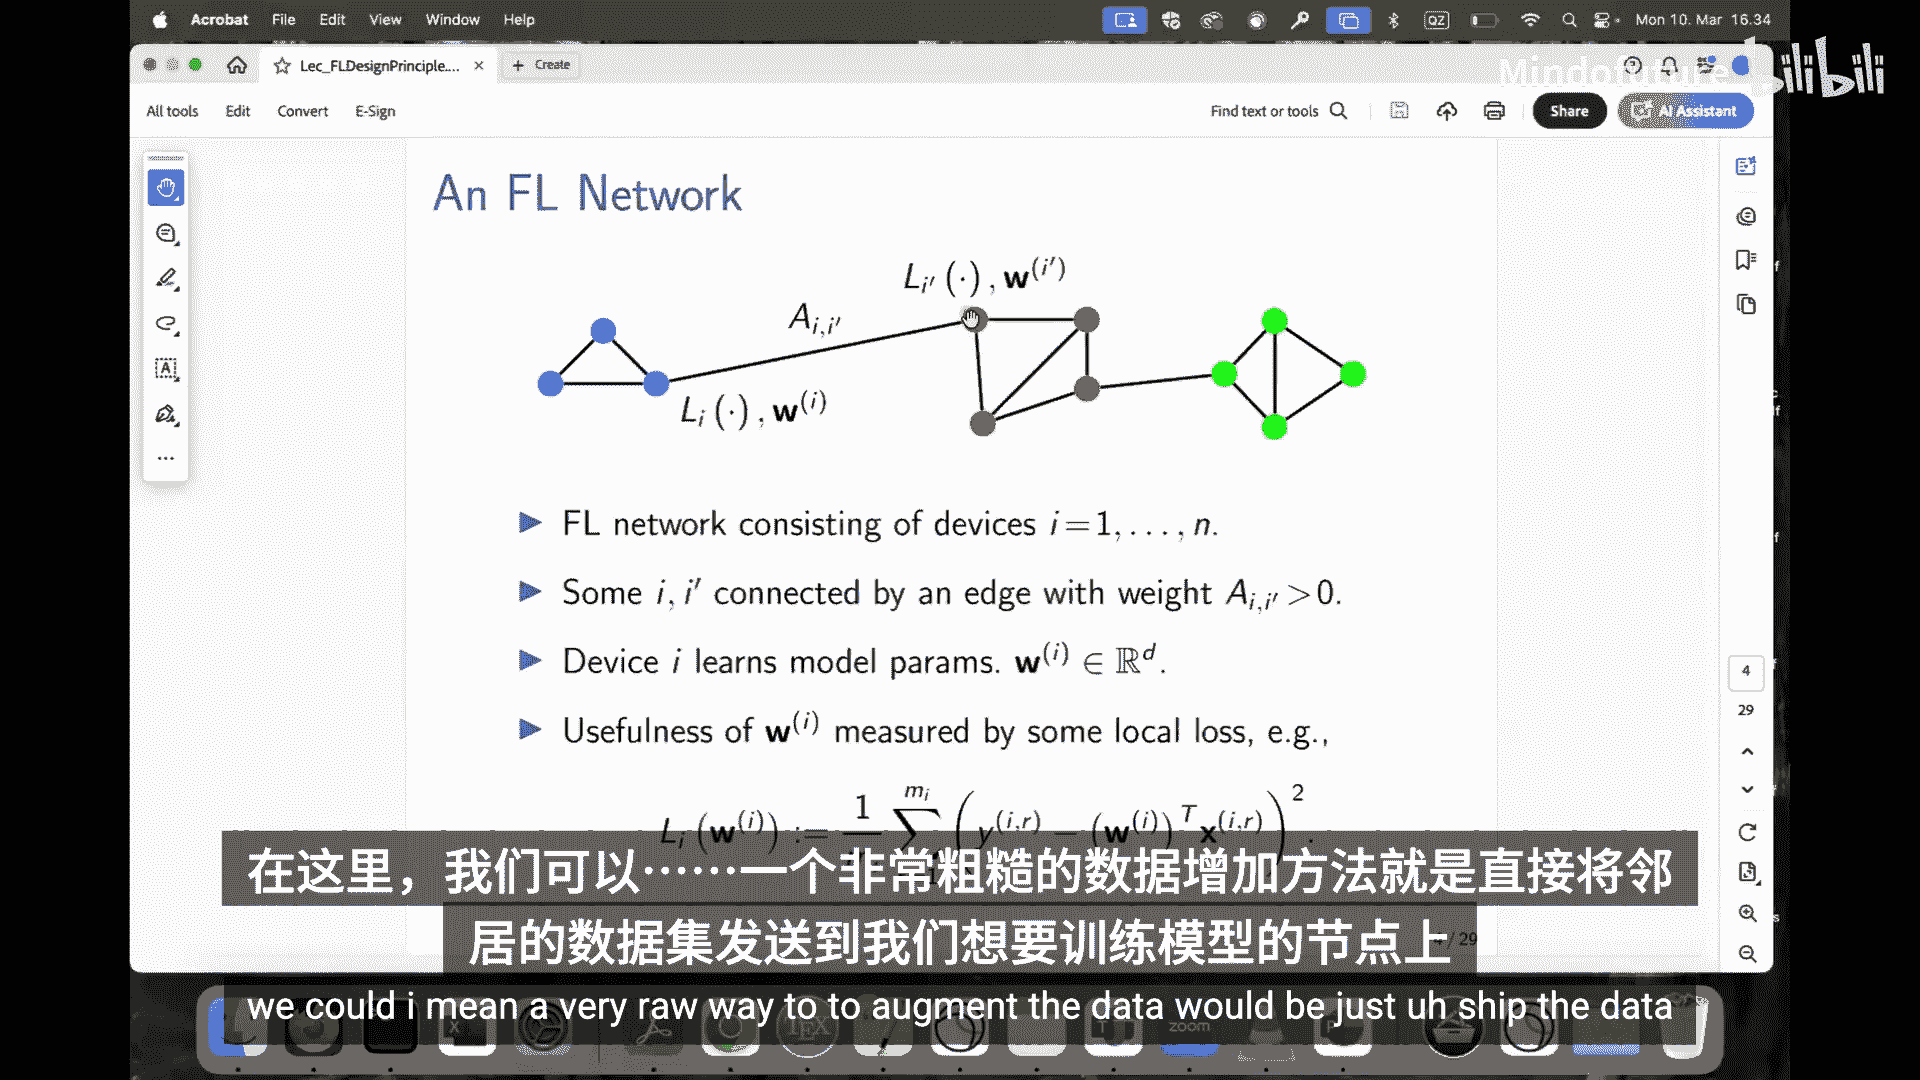 Acrobat File Edit View Window Help QZ Mon 10. Mar 16.34
Lec_FLDesignPrinciple.... × + Create
Mindofuture bilibili
All tools Edit Convert E-Sign Find text or tools Share AI Assistant
An FL Network
L_{i'}(·), w^{(i')}
A_{i,i'}
L_i(·), w^{(i)}
▶ FL network consisting of devices i=1,...,n.
▶ Some i, i' connected by an edge with weight A_{i,i'} >0.
▶ Device i learns model params. w^{(i)} ∈ ℝ^d.
▶ Usefulness of w^{(i)} measured by some local loss, e.g.,
4
29
在这里，我们可以……一个非常粗糙的数据增加方法就是直接将邻
居的数据集发送到我们想要训练模型的节点上
/ 29
we could i mean a very raw way to to augment the data would be just uh ship the data
zoom